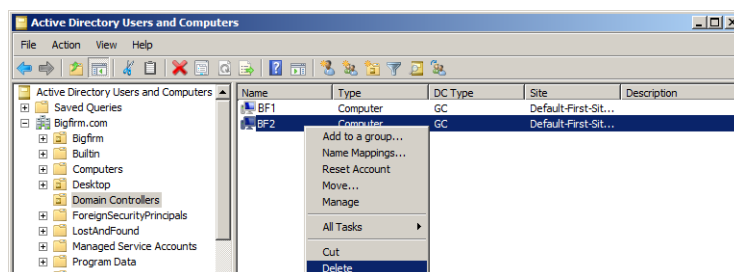 Active Directory Users and Computers
File Action View Help
Active Directory Users and Computers
Saved Queries
Bigfirm.com
Bigfirm
Builtin
Computers
Desktop
Domain Controllers
ForeignSecurityPrincipals
LostAndFound
Managed Service Accounts
Program Data
Name Type DC Type Site Description
BF1 Computer GC Default-First-Sit...
BF2 Computer GC Default-First-Sit...
Add to a group...
Name Mappings...
Reset Account
Move...
Manage
All Tasks
Cut
Delete